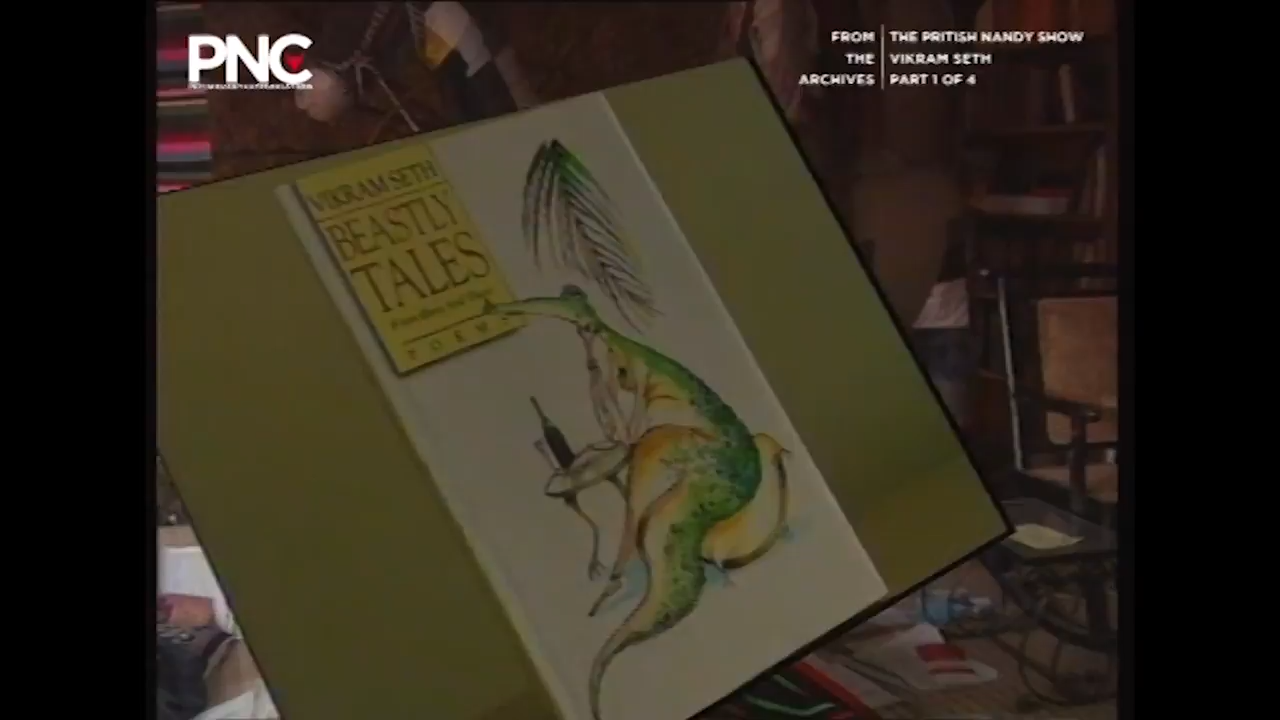 PNC
FROM THE PRITISH NANDY SHOW
THE VIKRAM SETH
ARCHIVES PART 1 OF 4
VIKRAM SETH
BEASTLY
TALES
POEMS